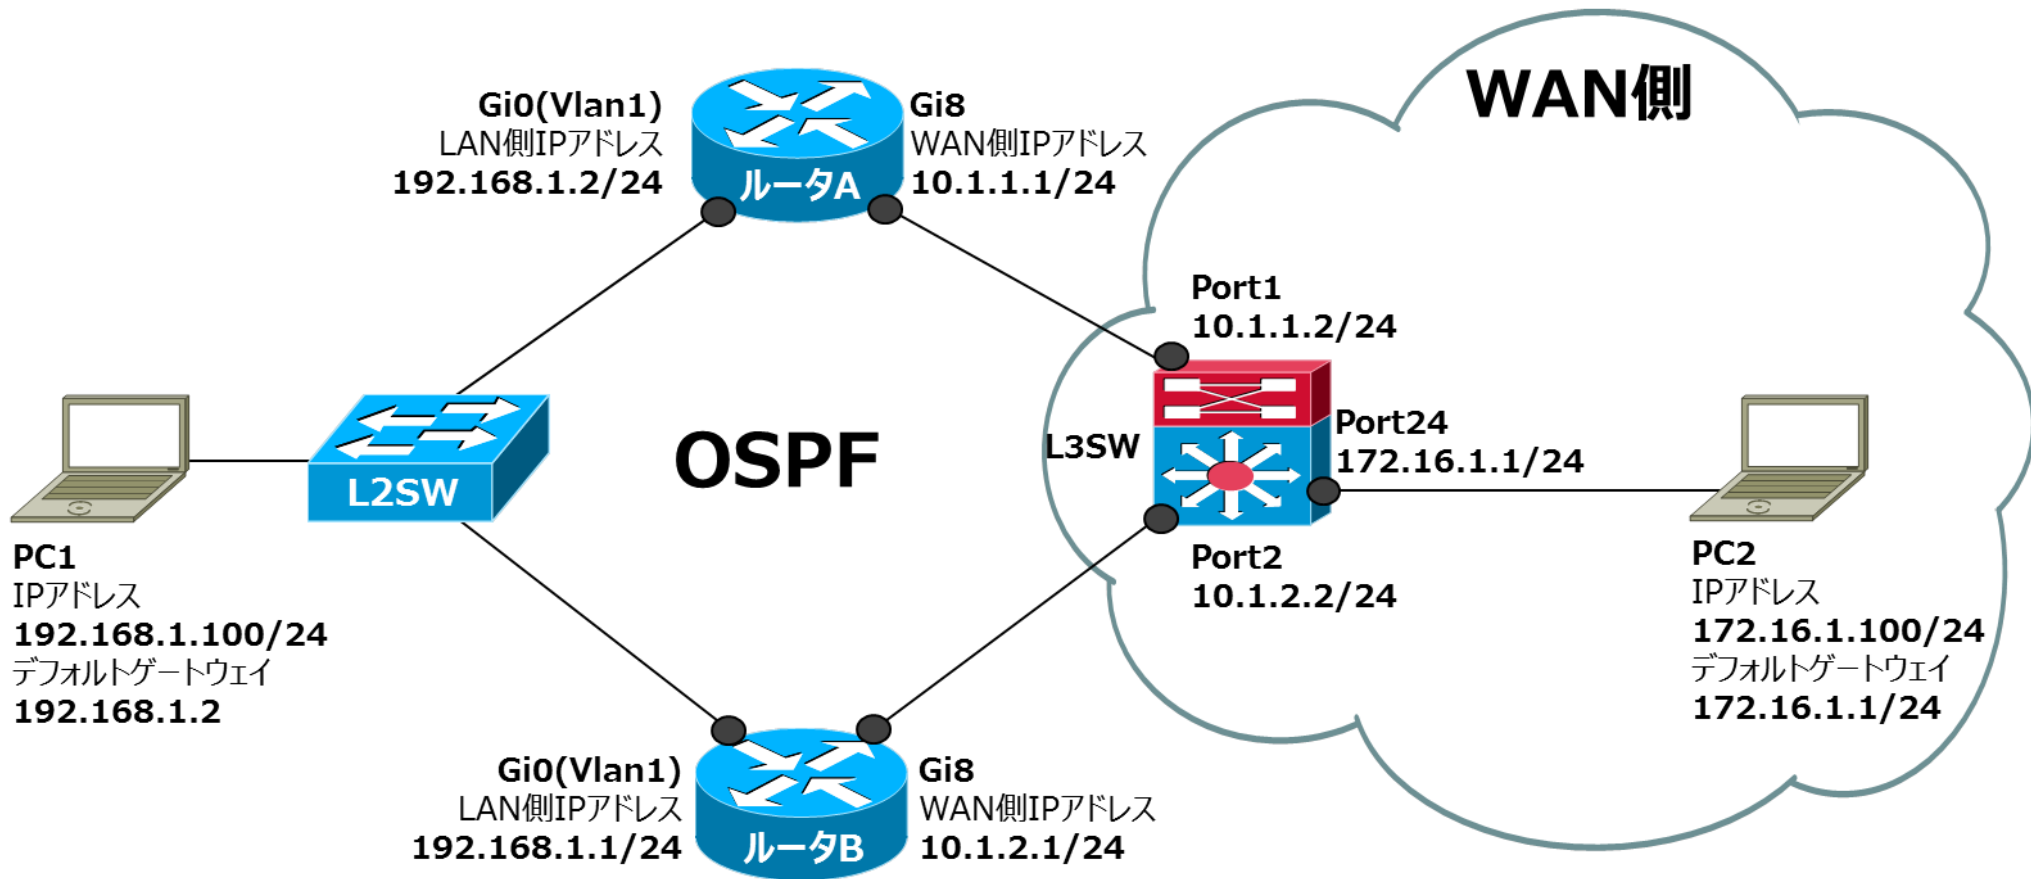 WAN側
Gi0(Vlan1)
LAN側IPアドレス
192.168.1.2/24
ルータA
Gi8
WAN側IPアドレス
10.1.1.1/24
Port1
10.1.1.2/24
L3SW
Port24
172.16.1.1/24
Port2
10.1.2.2/24
OSPF
L2SW
PC1
IPアドレス
192.168.1.100/24
デフォルトゲートウェイ
192.168.1.2
PC2
IPアドレス
172.16.1.100/24
デフォルトゲートウェイ
172.16.1.1/24
Gi0(Vlan1)
LAN側IPアドレス
192.168.1.1/24
ルータB
Gi8
WAN側IPアドレス
10.1.2.1/24